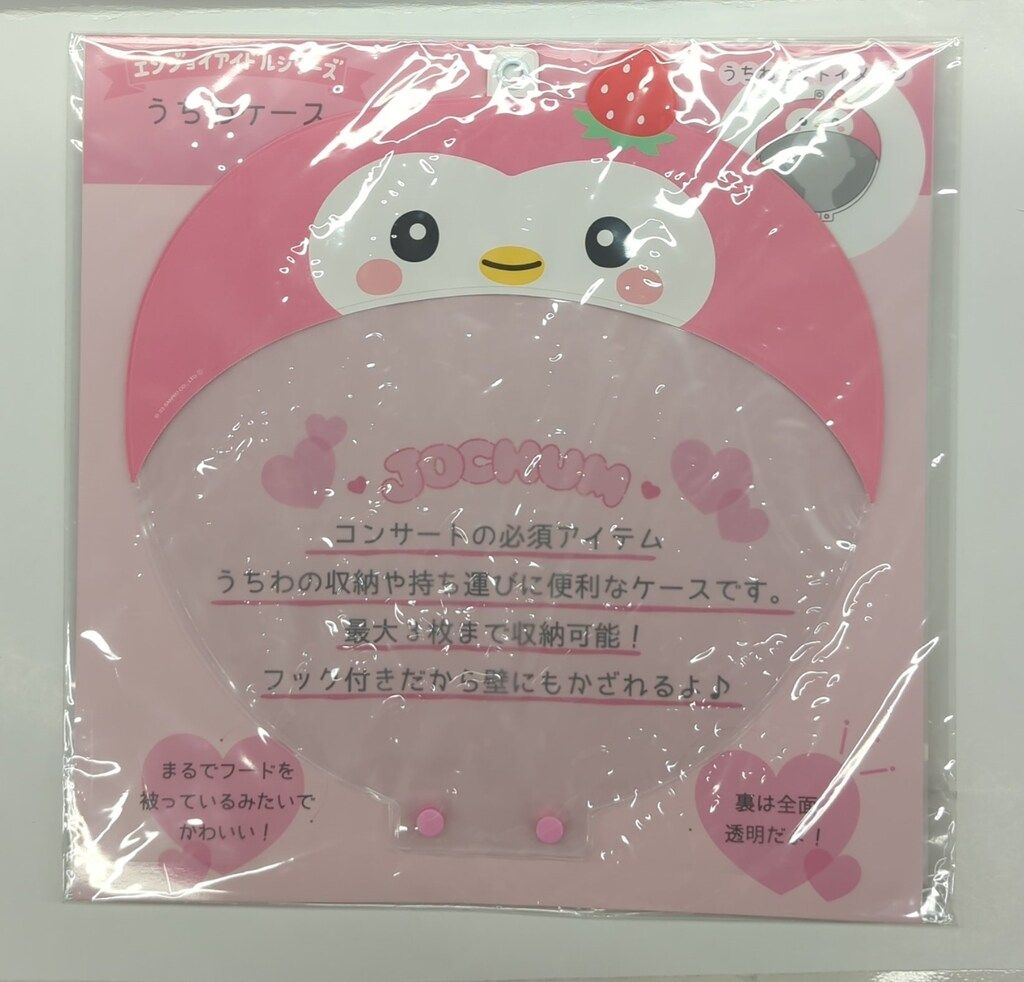 エンジョイアイドルシリーズ
うちわケース
JOCHUM
コンサートの必須アイテム
うちわの収納や持ち運びに便利なケースです。
最大3枚まで収納可能！
フック付きだから壁にもかざれるよ♪
まるでフードを
被っているみたいで
かわいい！
裏は全面
透明だよ！